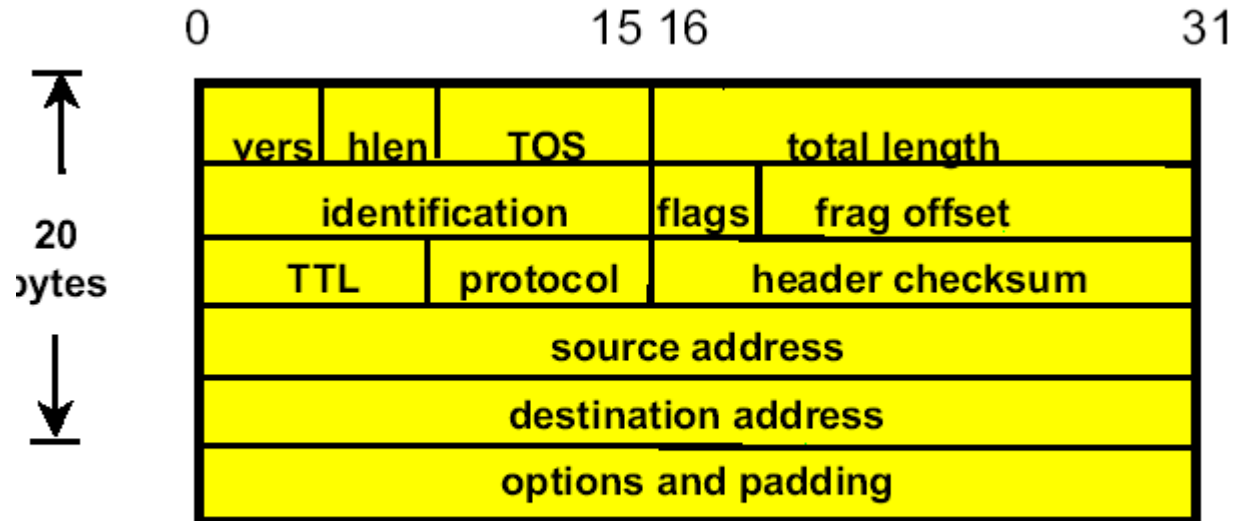 0 15 16 31
vers hlen TOS total length
identification flags frag offset
20
bytes
TTL protocol header checksum
source address
destination address
options and padding